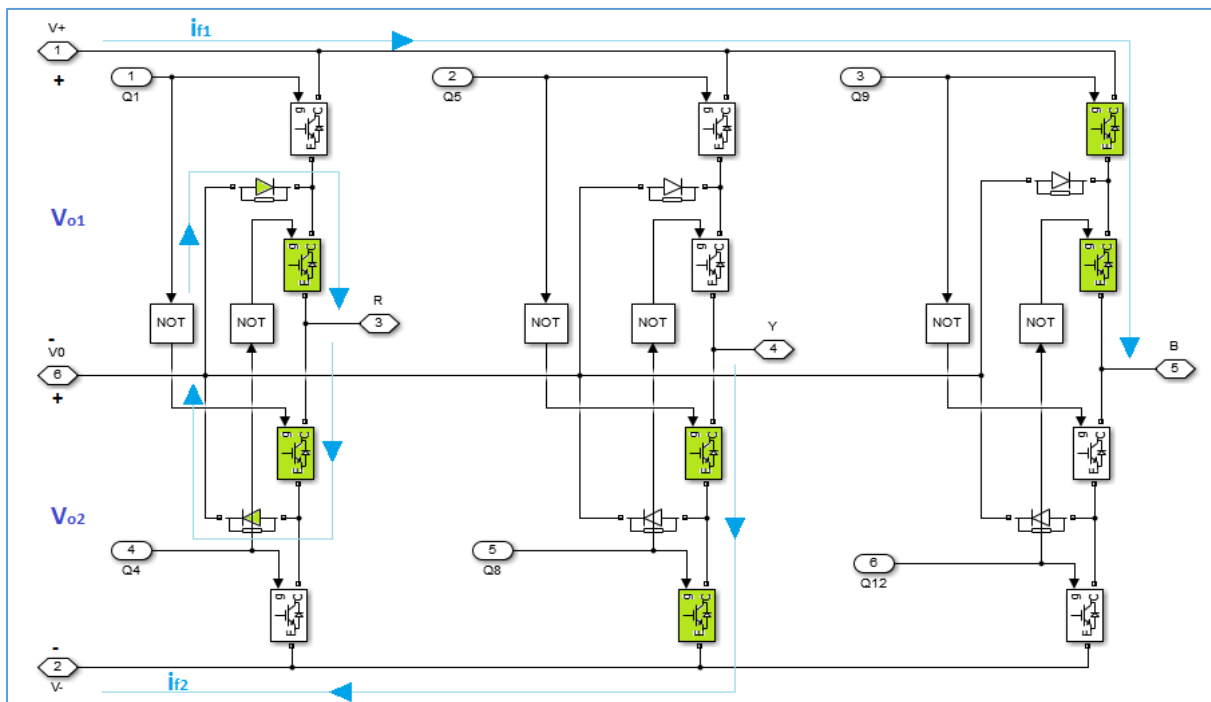 if1
V+
1
+
1
Q1
2
Q5
3
Q9
g C E
g C E
g C E
Vo1
g C E
g C E
g C E
NOT
NOT
R
3
NOT
NOT
Y
4
NOT
NOT
B
5
-
V0
6
+
g C E
g C E
g C E
Vo2
4
Q4
5
Q8
6
Q12
g C E
g C E
g C E
-
2
V-
if2